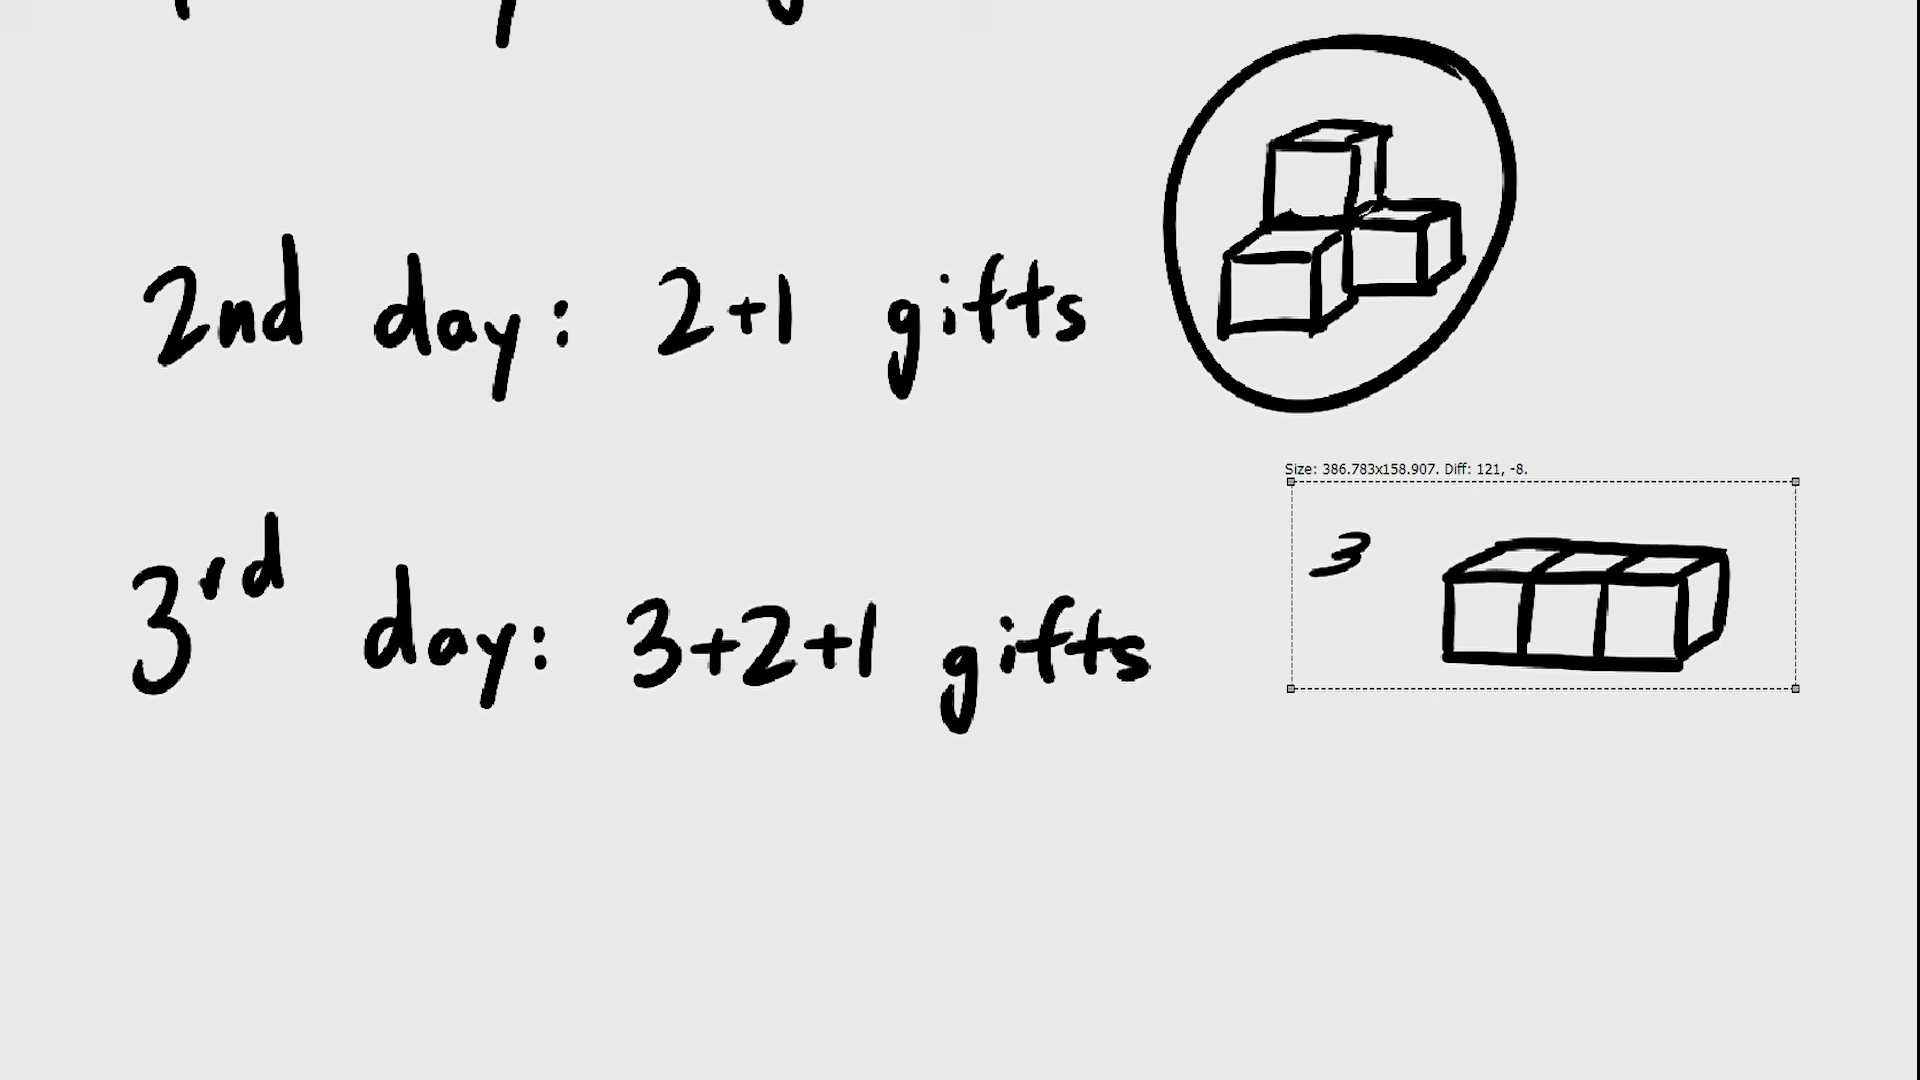 2nd day: 2+1 gifts
Size: 386.783x158.907. Diff: 121, -8.
3
3rd day: 3+2+1 gifts